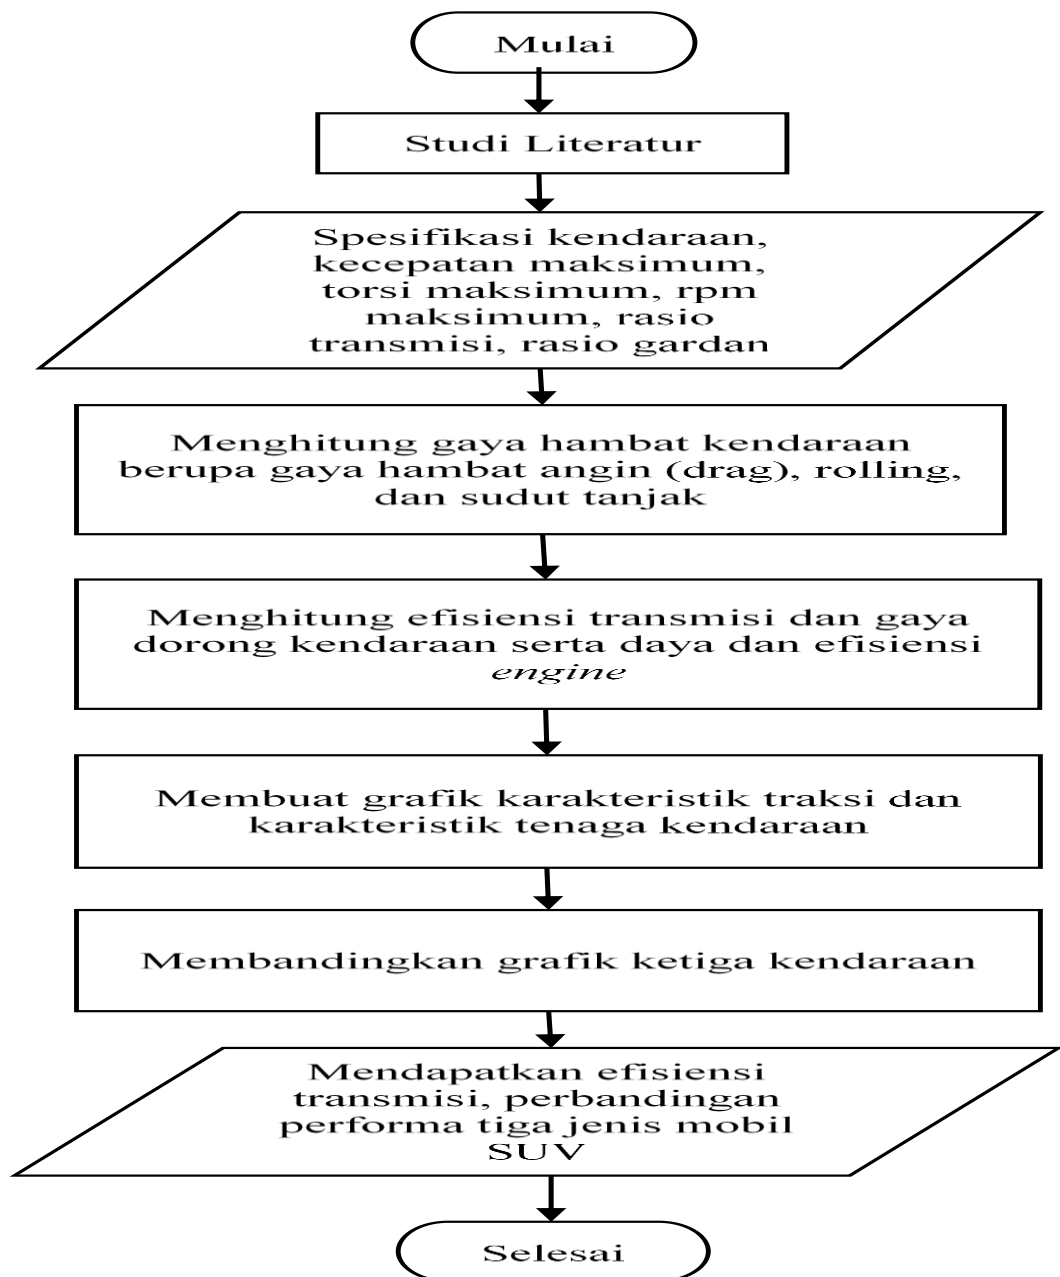 Mulai
Studi Literatur
Spesifikasi kendaraan,
kecepatan maksimum,
torsi maksimum, rpm
maksimum, rasio
transmisi, rasio gardan
Menghitung gaya hambat kendaraan
berupa gaya hambat angin (drag), rolling,
dan sudut tanjak
Menghitung efisiensi transmisi dan gaya
dorong kendaraan serta daya dan efisiensi
engine
Membuat grafik karakteristik traksi dan
karakteristik tenaga kendaraan
Membandingkan grafik ketiga kendaraan
Mendapatkan efisiensi
transmisi, perbandingan
performa tiga jenis mobil
SUV
Selesai